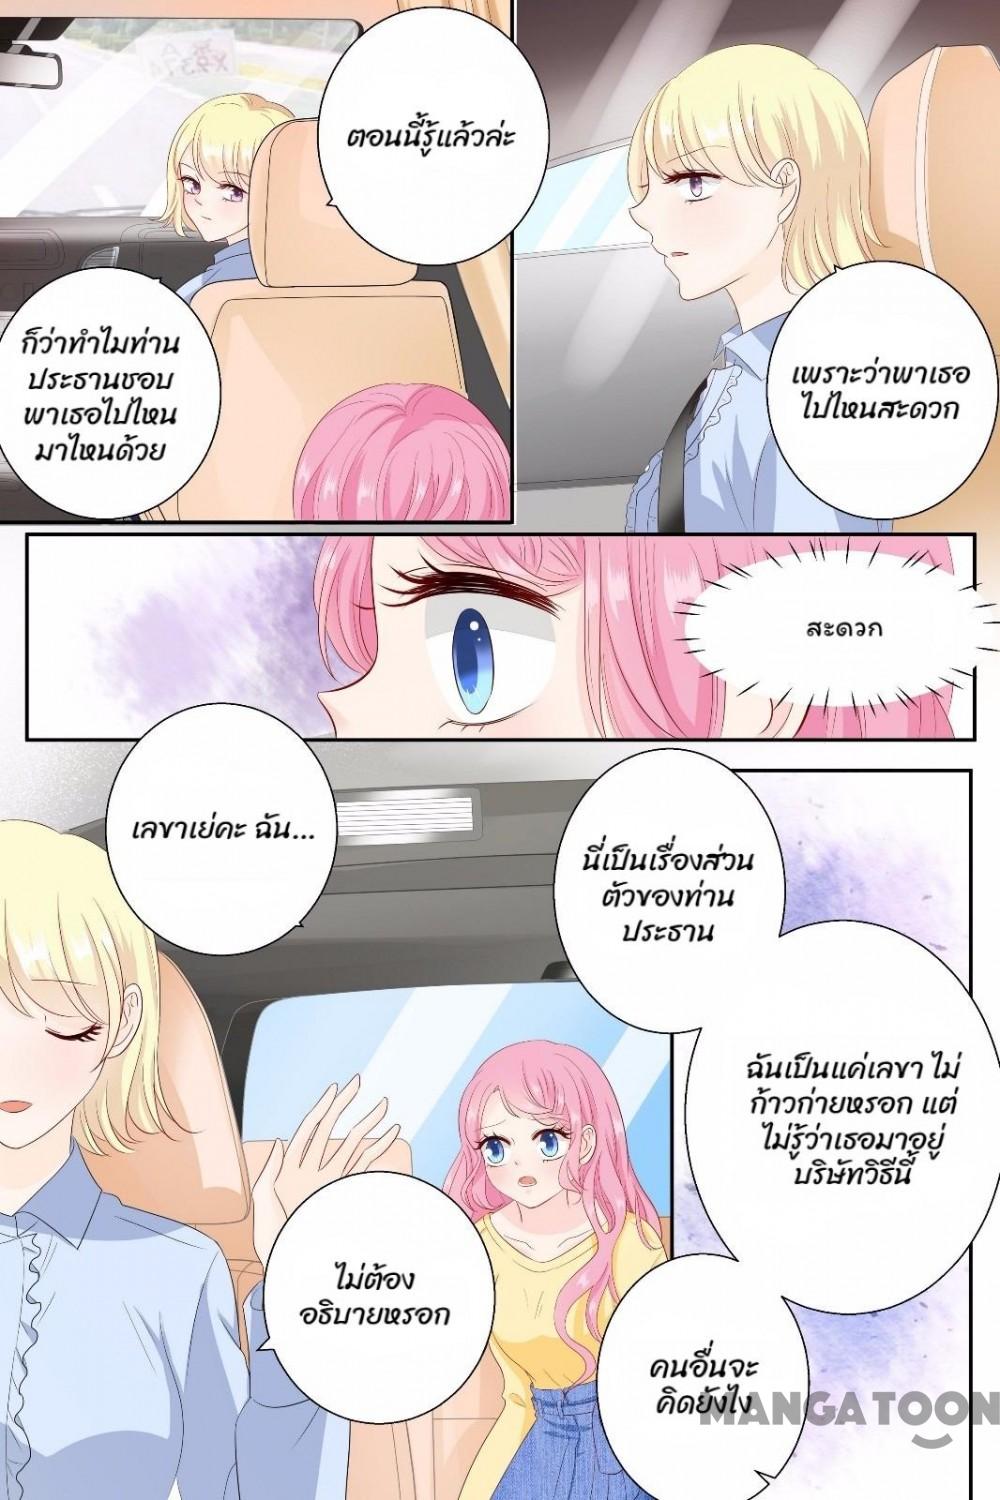 ก็ว่าทำไมท่าน
ประธานชอบ
พาเธอไปไหน
มาไหนด้วย
ตอนนี้รู้แล้วล่ะ
เพราะว่าพาเธอ
ไปไหนสะดวก
สะดวก
เลขาเย่คะ ฉัน...
ไม่ต้อง
อธิบายหรอก
นี่เป็นเรื่องส่วน
ตัวของท่าน
ประธาน
ฉันเป็นแค่เลขา ไม่
ก้าวก่ายหรอก แต่
ไม่รู้ว่าเธอมาอยู่
บริษัทวิธีนี้
คนอื่นจะ
คิดยังไง
MANGATOON